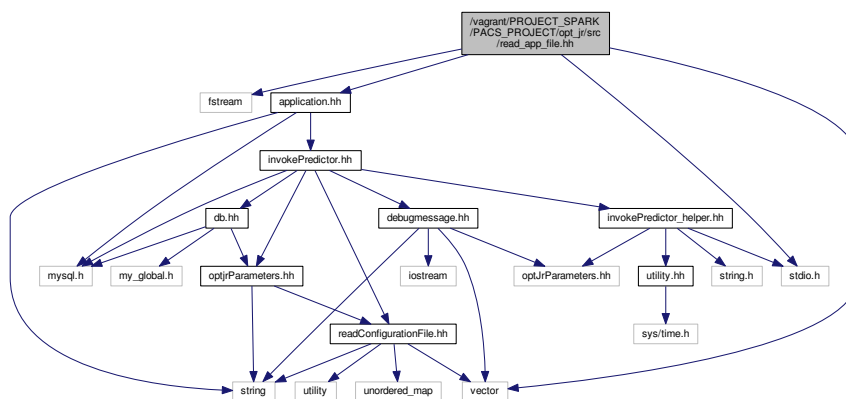 /vagrant/PROJECT_SPARK
/PACS_PROJECT/opt_jr/src
/read_app_file.hh
fstream
application.hh
invokePredictor.hh
db.hh
debugmessage.hh
invokePredictor_helper.hh
mysql.h
my_global.h
optjrParameters.hh
iostream
optJrParameters.hh
utility.hh
string.h
stdio.h
readConfigurationFile.hh
sys/time.h
string
utility
unordered_map
vector